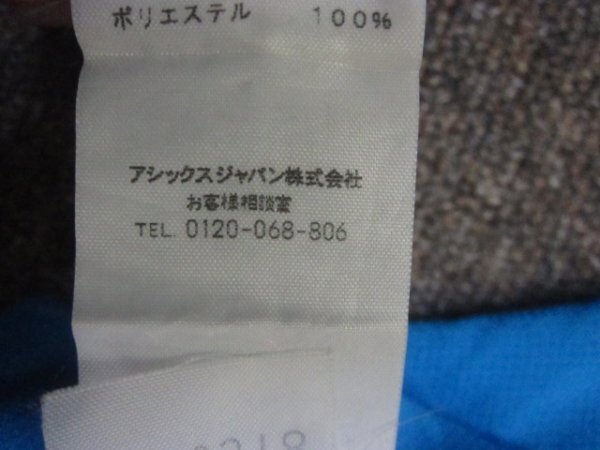 ポリエステル 100%
アシックスジャパン株式会社
お客様相談室
TEL. 0120-068-806